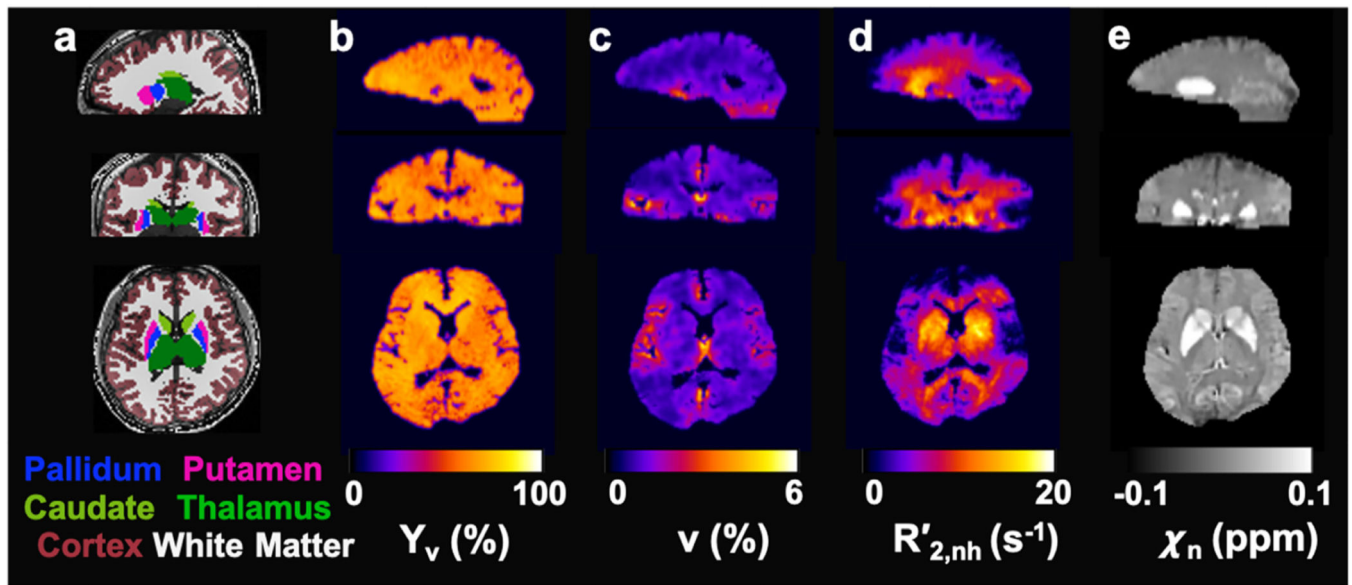 a b c d e
Pallidum Putamen
Caudate Thalamus
Cortex White Matter
0 100 0 6 0 20 -0.1 0.1
Yv (%) v (%) R′2,nh (s-1) χn (ppm)